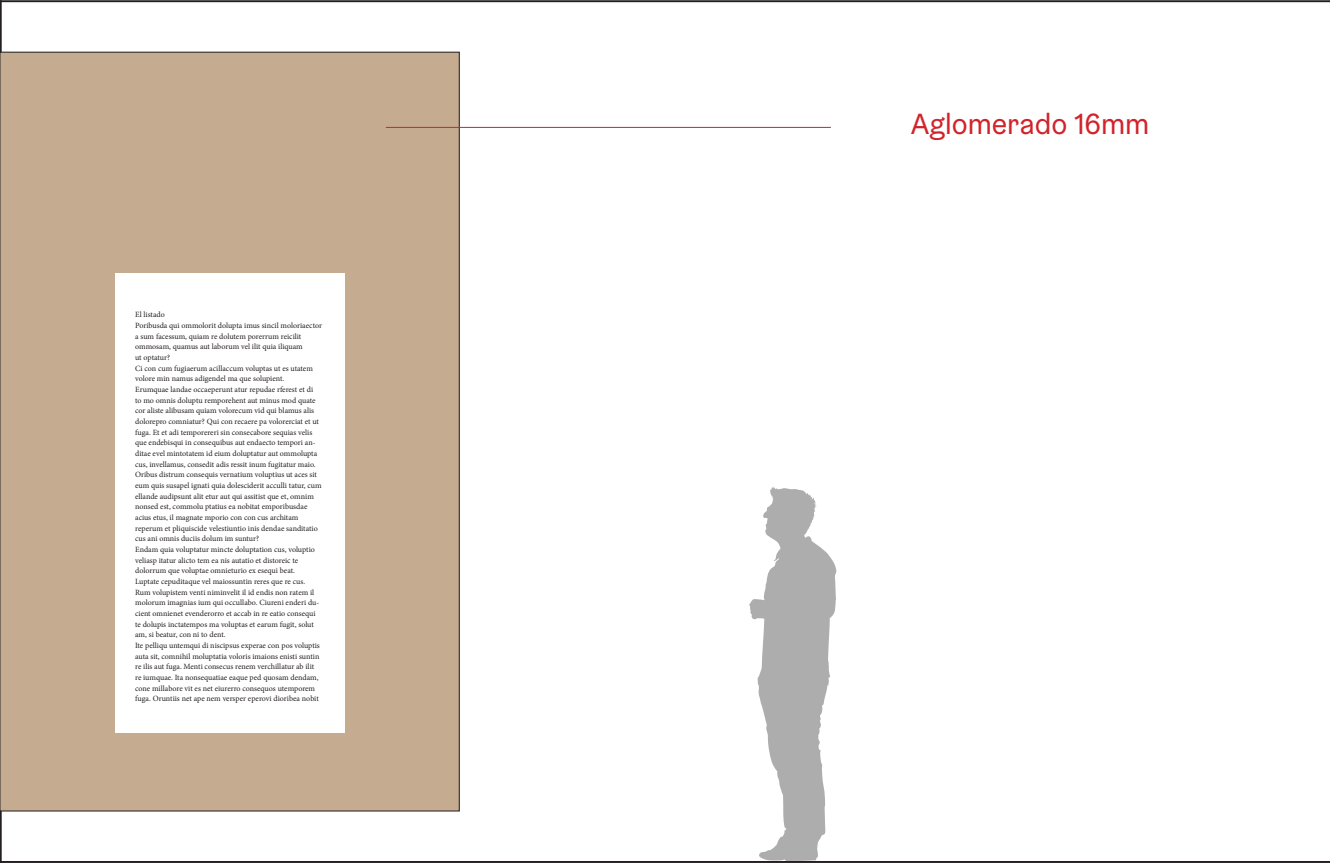 Aglomerado 16mm
El listado
Poribusda qui ommolorit dolupta imus sincil moloriaector
a sum facessum, quiam re dolutem porerrum reicilit
ommosam, quamus aut laborum vel ilit quia iliquam
ut optatur?
Ci con cum fugiaerum acillaccum voluptas ut es utatem
volore min namus adigendel ma que solupient.
Erumquae landae occaeperunt atur repudae rferest et di
to mo omnis doluptu remporehent aut minus mod quate
cor aliste alibusam quiam volorecum vid qui blamus alis
dolorepro comniatur? Qui con recaere pa volorerciat et ut
fuga. Et et adi temporereri sin consecabore sequias velis
que endebisqui in consequibus aut endaecto tempori an-
ditae evel mintotatem id eium doluptatur aut ommolupta
cus, invellamus, consedit adis ressit inum fugitatur maio.
Oribus distrum consequis vernatium voluptius ut aces sit
eum quis susapel ignati quia dolesciderit acculli tatur, cum
ellande audipsunt alit etur aut qui assitist que et, omnim
nonsed est, commolu ptatius ea nobitat emporibusdae
acius etus, il magnate mporio con con cus architam
reperum et pliquiscide velestiuntio inis dendae sanditatio
cus ani omnis duciis dolum im suntur?
Endam quia voluptatur mincte doluptation cus, voluptio
veliasp itatur alicto tem ea nis autatio et distoreic te
dolorrum que voluptae omnieturio ex esequi beat.
Luptate cepuditaque vel maiossuntin reres que re cus.
Rum volupistem venti niminvelit il id endis non ratem il
molorum imagnias ium qui occullabo. Ciureni enderi du-
cient omnienet evenderorro et accab in re eatio consequi
te dolupis inctatempos ma voluptas et earum fugit, solut
am, si beatur, con ni to dent.
Ite pelliqu untemqui di niscipsus experae con pos voluptis
auta sit, comnihil moluptatia voloris imaions enisti suntin
re ilis aut fuga. Menti consecus renem verchillatur ab ilit
re iumquae. Ita nonsequatiae eaque ped quosam dendam,
cone millabore vit es net eiurerro consequos utemporem
fuga. Oruntiis net ape nem versper eperovi dioribea nobit